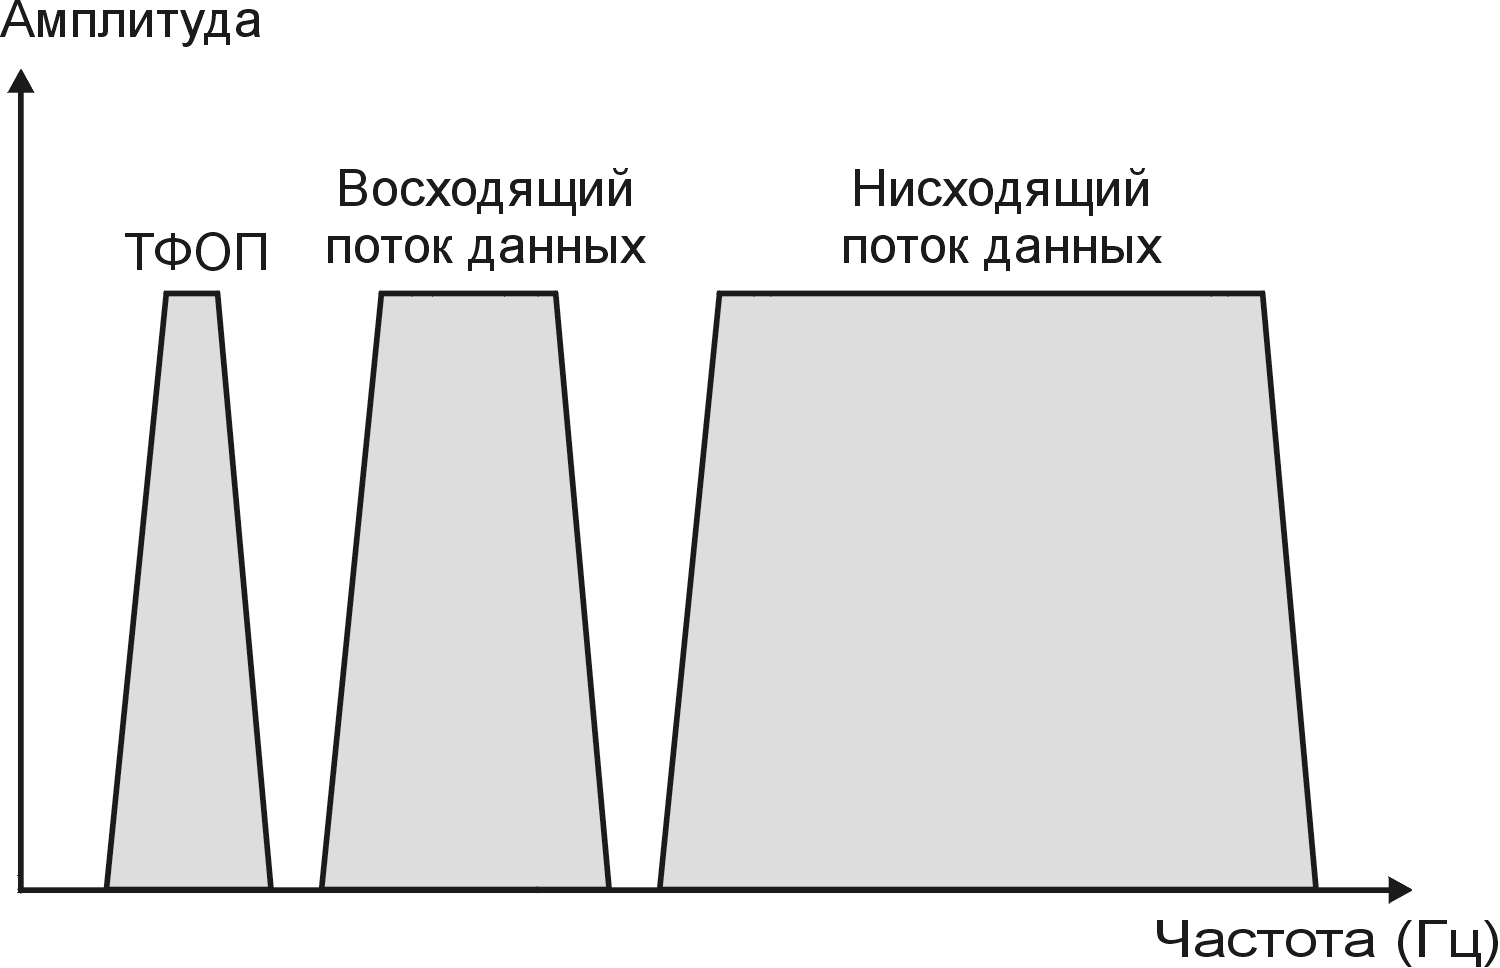 Амплитуда
ТФОП
Восходящий
поток данных
Нисходящий
поток данных
Частота (Гц)